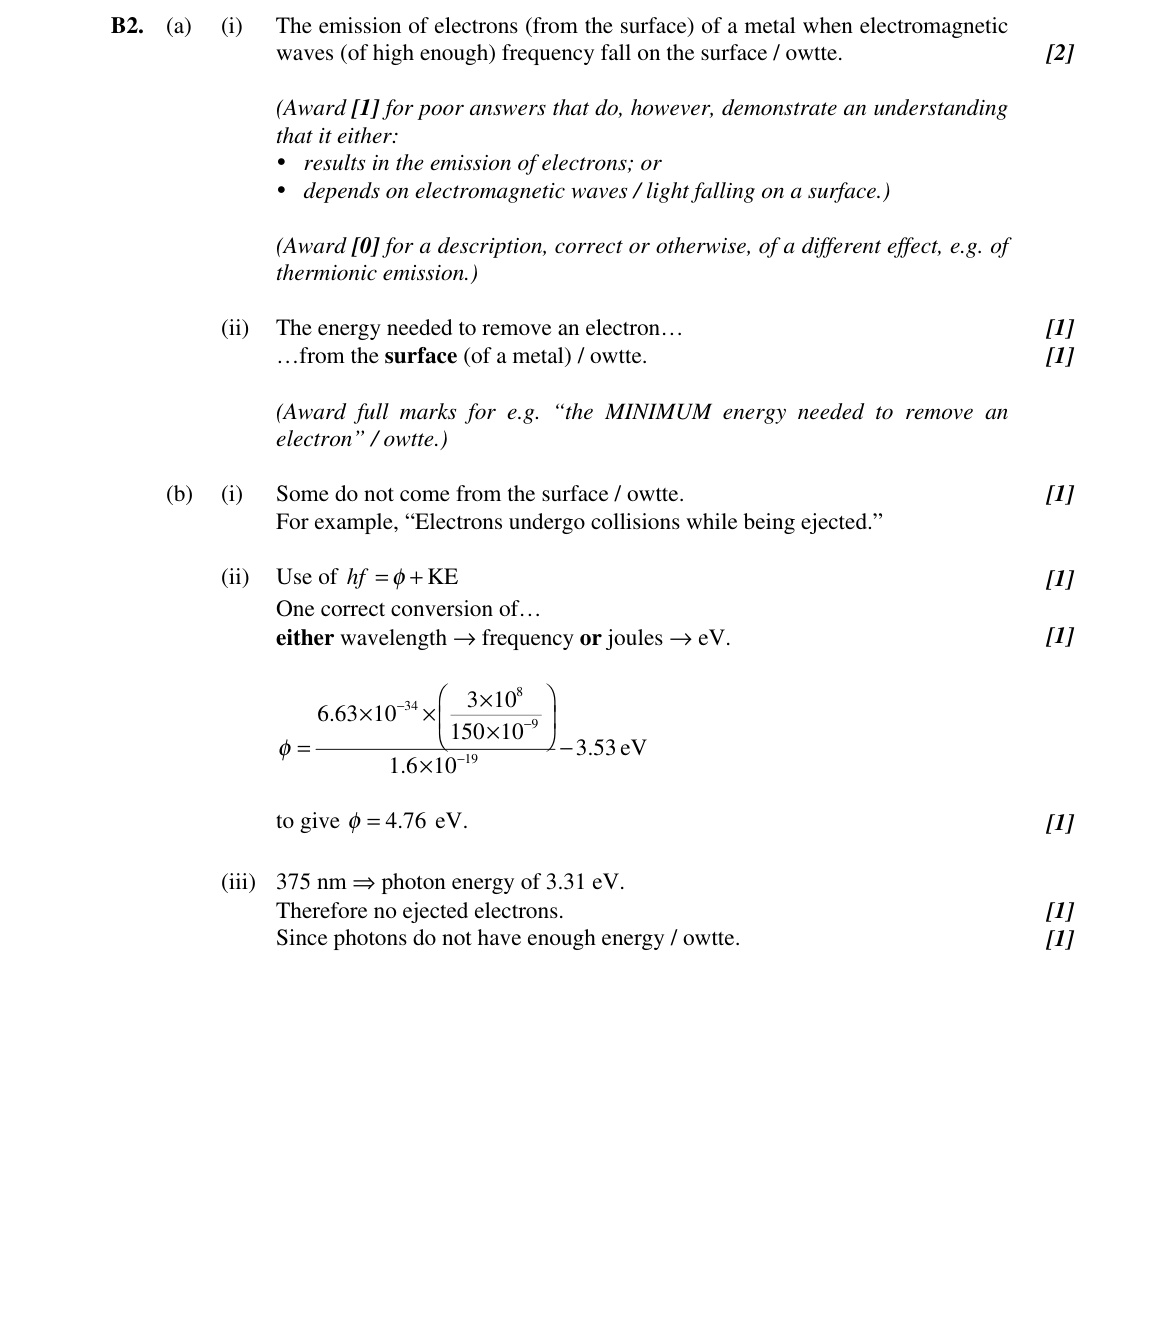 B2. (a) (i) The emission of electrons (from the surface) of a metal when electromagnetic
waves (of high enough) frequency fall on the surface / owtte. [2]
(Award [1] for poor answers that do, however, demonstrate an understanding
that it either:
• results in the emission of electrons; or
• depends on electromagnetic waves / light falling on a surface.)
(Award [0] for a description, correct or otherwise, of a different effect, e.g. of
thermionic emission.)
(ii) The energy needed to remove an electron… [1]
…from the surface (of a metal) / owtte. [1]
(Award full marks for e.g. “the MINIMUM energy needed to remove an
electron” / owtte.)
(b) (i) Some do not come from the surface / owtte. [1]
For example, “Electrons undergo collisions while being ejected.”
(ii) Use of hf = ϕ + KE [1]
One correct conversion of…
either wavelength → frequency or joules → eV. [1]
ϕ = (6.63×10⁻³⁴ × (3×10⁸ / 150×10⁻⁹)) / 1.6×10⁻¹⁹ − 3.53 eV
to give ϕ = 4.76 eV. [1]
(iii) 375 nm ⇒ photon energy of 3.31 eV.
Therefore no ejected electrons. [1]
Since photons do not have enough energy / owtte. [1]